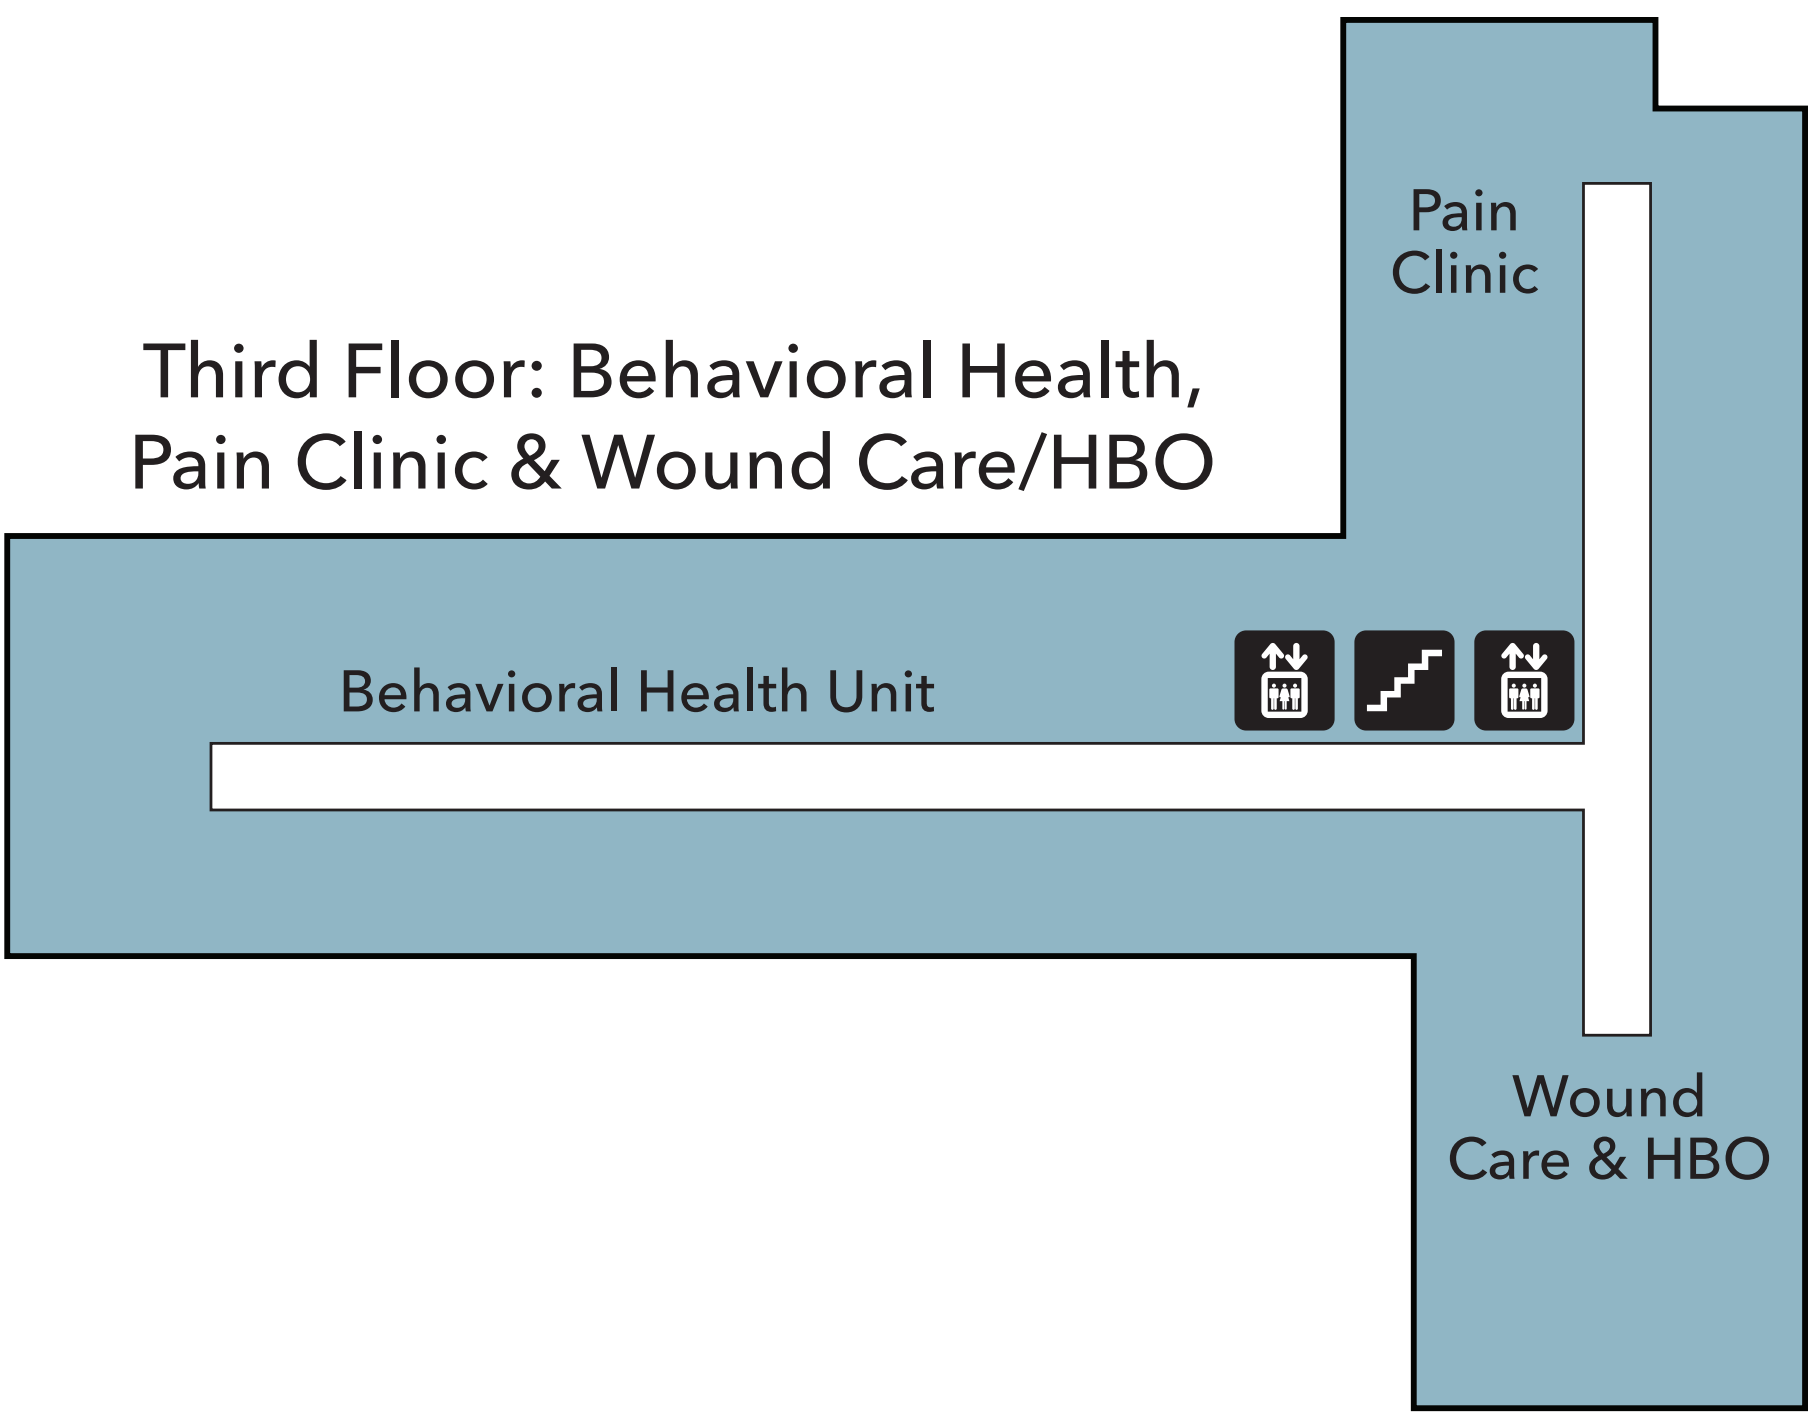 Pain
Clinic
Third Floor: Behavioral Health,
Pain Clinic & Wound Care/HBO
Behavioral Health Unit
Wound
Care & HBO